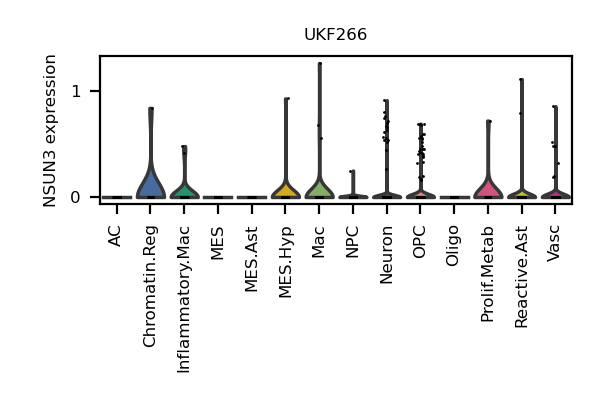 UKF266
NSUN3 expression
1
0
AC
Chromatin.Reg
Inflammatory.Mac
MES
MES.Ast
MES.Hyp
Mac
NPC
Neuron
OPC
Oligo
Prolif.Metab
Reactive.Ast
Vasc